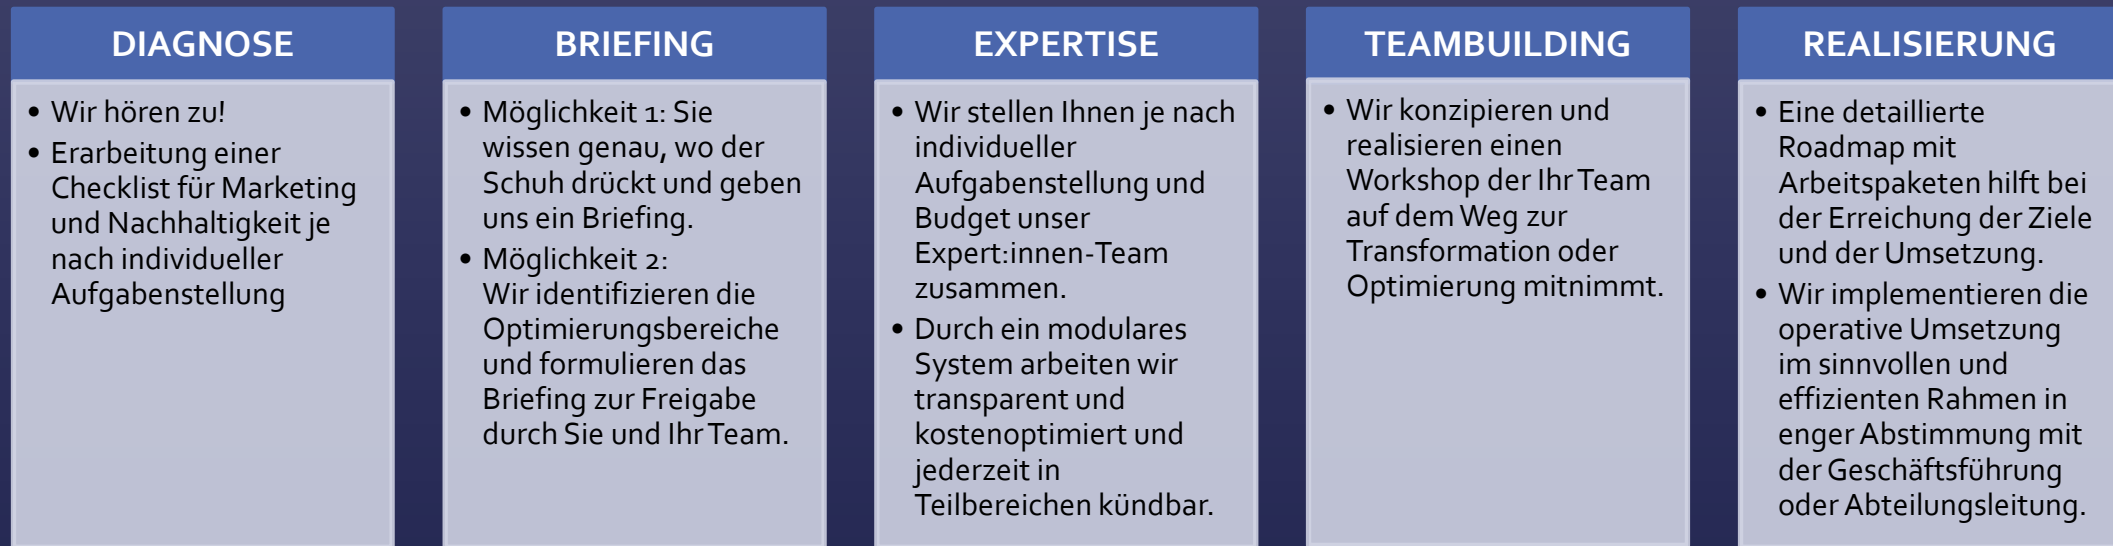 DIAGNOSE
• Wir hören zu!
• Erarbeitung einer
Checklist für Marketing
und Nachhaltigkeit je
nach individueller
Aufgabenstellung
BRIEFING
• Möglichkeit 1: Sie
wissen genau, wo der
Schuh drückt und geben
uns ein Briefing.
• Möglichkeit 2:
Wir identifizieren die
Optimierungsbereiche
und formulieren das
Briefing zur Freigabe
durch Sie und Ihr Team.
EXPERTISE
• Wir stellen Ihnen je nach
individueller
Aufgabenstellung und
Budget unser
Expert:innen-Team
zusammen.
• Durch ein modulares
System arbeiten wir
transparent und
kostenoptimiert und
jederzeit in
Teilbereichen kündbar.
TEAMBUILDING
• Wir konzipieren und
realisieren einen
Workshop der Ihr Team
auf dem Weg zur
Transformation oder
Optimierung mitnimmt.
REALISIERUNG
• Eine detaillierte
Roadmap mit
Arbeitspaketen hilft bei
der Erreichung der Ziele
und der Umsetzung.
• Wir implementieren die
operative Umsetzung
im sinnvollen und
effizienten Rahmen in
enger Abstimmung mit
der Geschäftsführung
oder Abteilungsleitung.